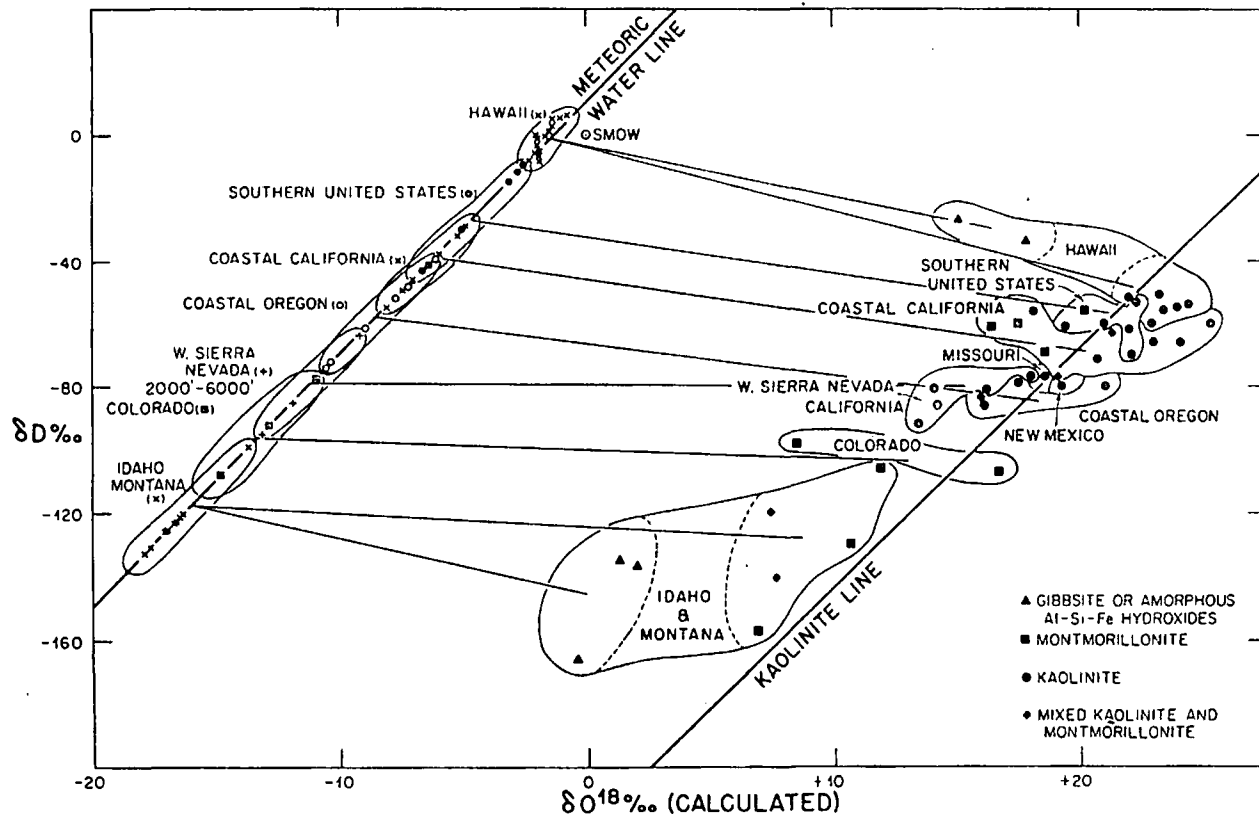 METEORIC
WATER LINE
HAWAII (x)
SMOW
0
SOUTHERN UNITED STATES (o)
HAWAII
-40
SOUTHERN
UNITED STATES
COASTAL CALIFORNIA (x)
COASTAL
CALIFORNIA
COASTAL OREGON (o)
MISSOURI
W. SIERRA
NEVADA (+)
2000'-6000'
-80
W. SIERRA NEVADA
CALIFORNIA
COASTAL OREGON
COLORADO
NEW MEXICO
δD‰
COLORADO
IDAHO
MONTANA
(x)
-120
IDAHO
&
MONTANA
KAOLINITE LINE
-160
▲ GIBBSITE OR AMORPHOUS
Al-Si-Fe HYDROXIDES
■ MONTMORILLONITE
● KAOLINITE
◆ MIXED KAOLINITE AND
MONTMORILLONITE
-20
-10
0
+10
+20
δO¹⁸‰ (CALCULATED)